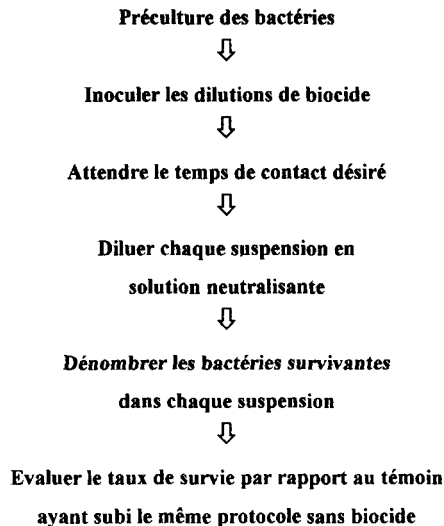 Préculture des bactéries
⇩
Inoculer les dilutions de biocide
⇩
Attendre le temps de contact désiré
⇩
Diluer chaque suspension en
solution neutralisante
⇩
Dénombrer les bactéries survivantes
dans chaque suspension
⇩
Evaluer le taux de survie par rapport au témoin
ayant subi le même protocole sans biocide